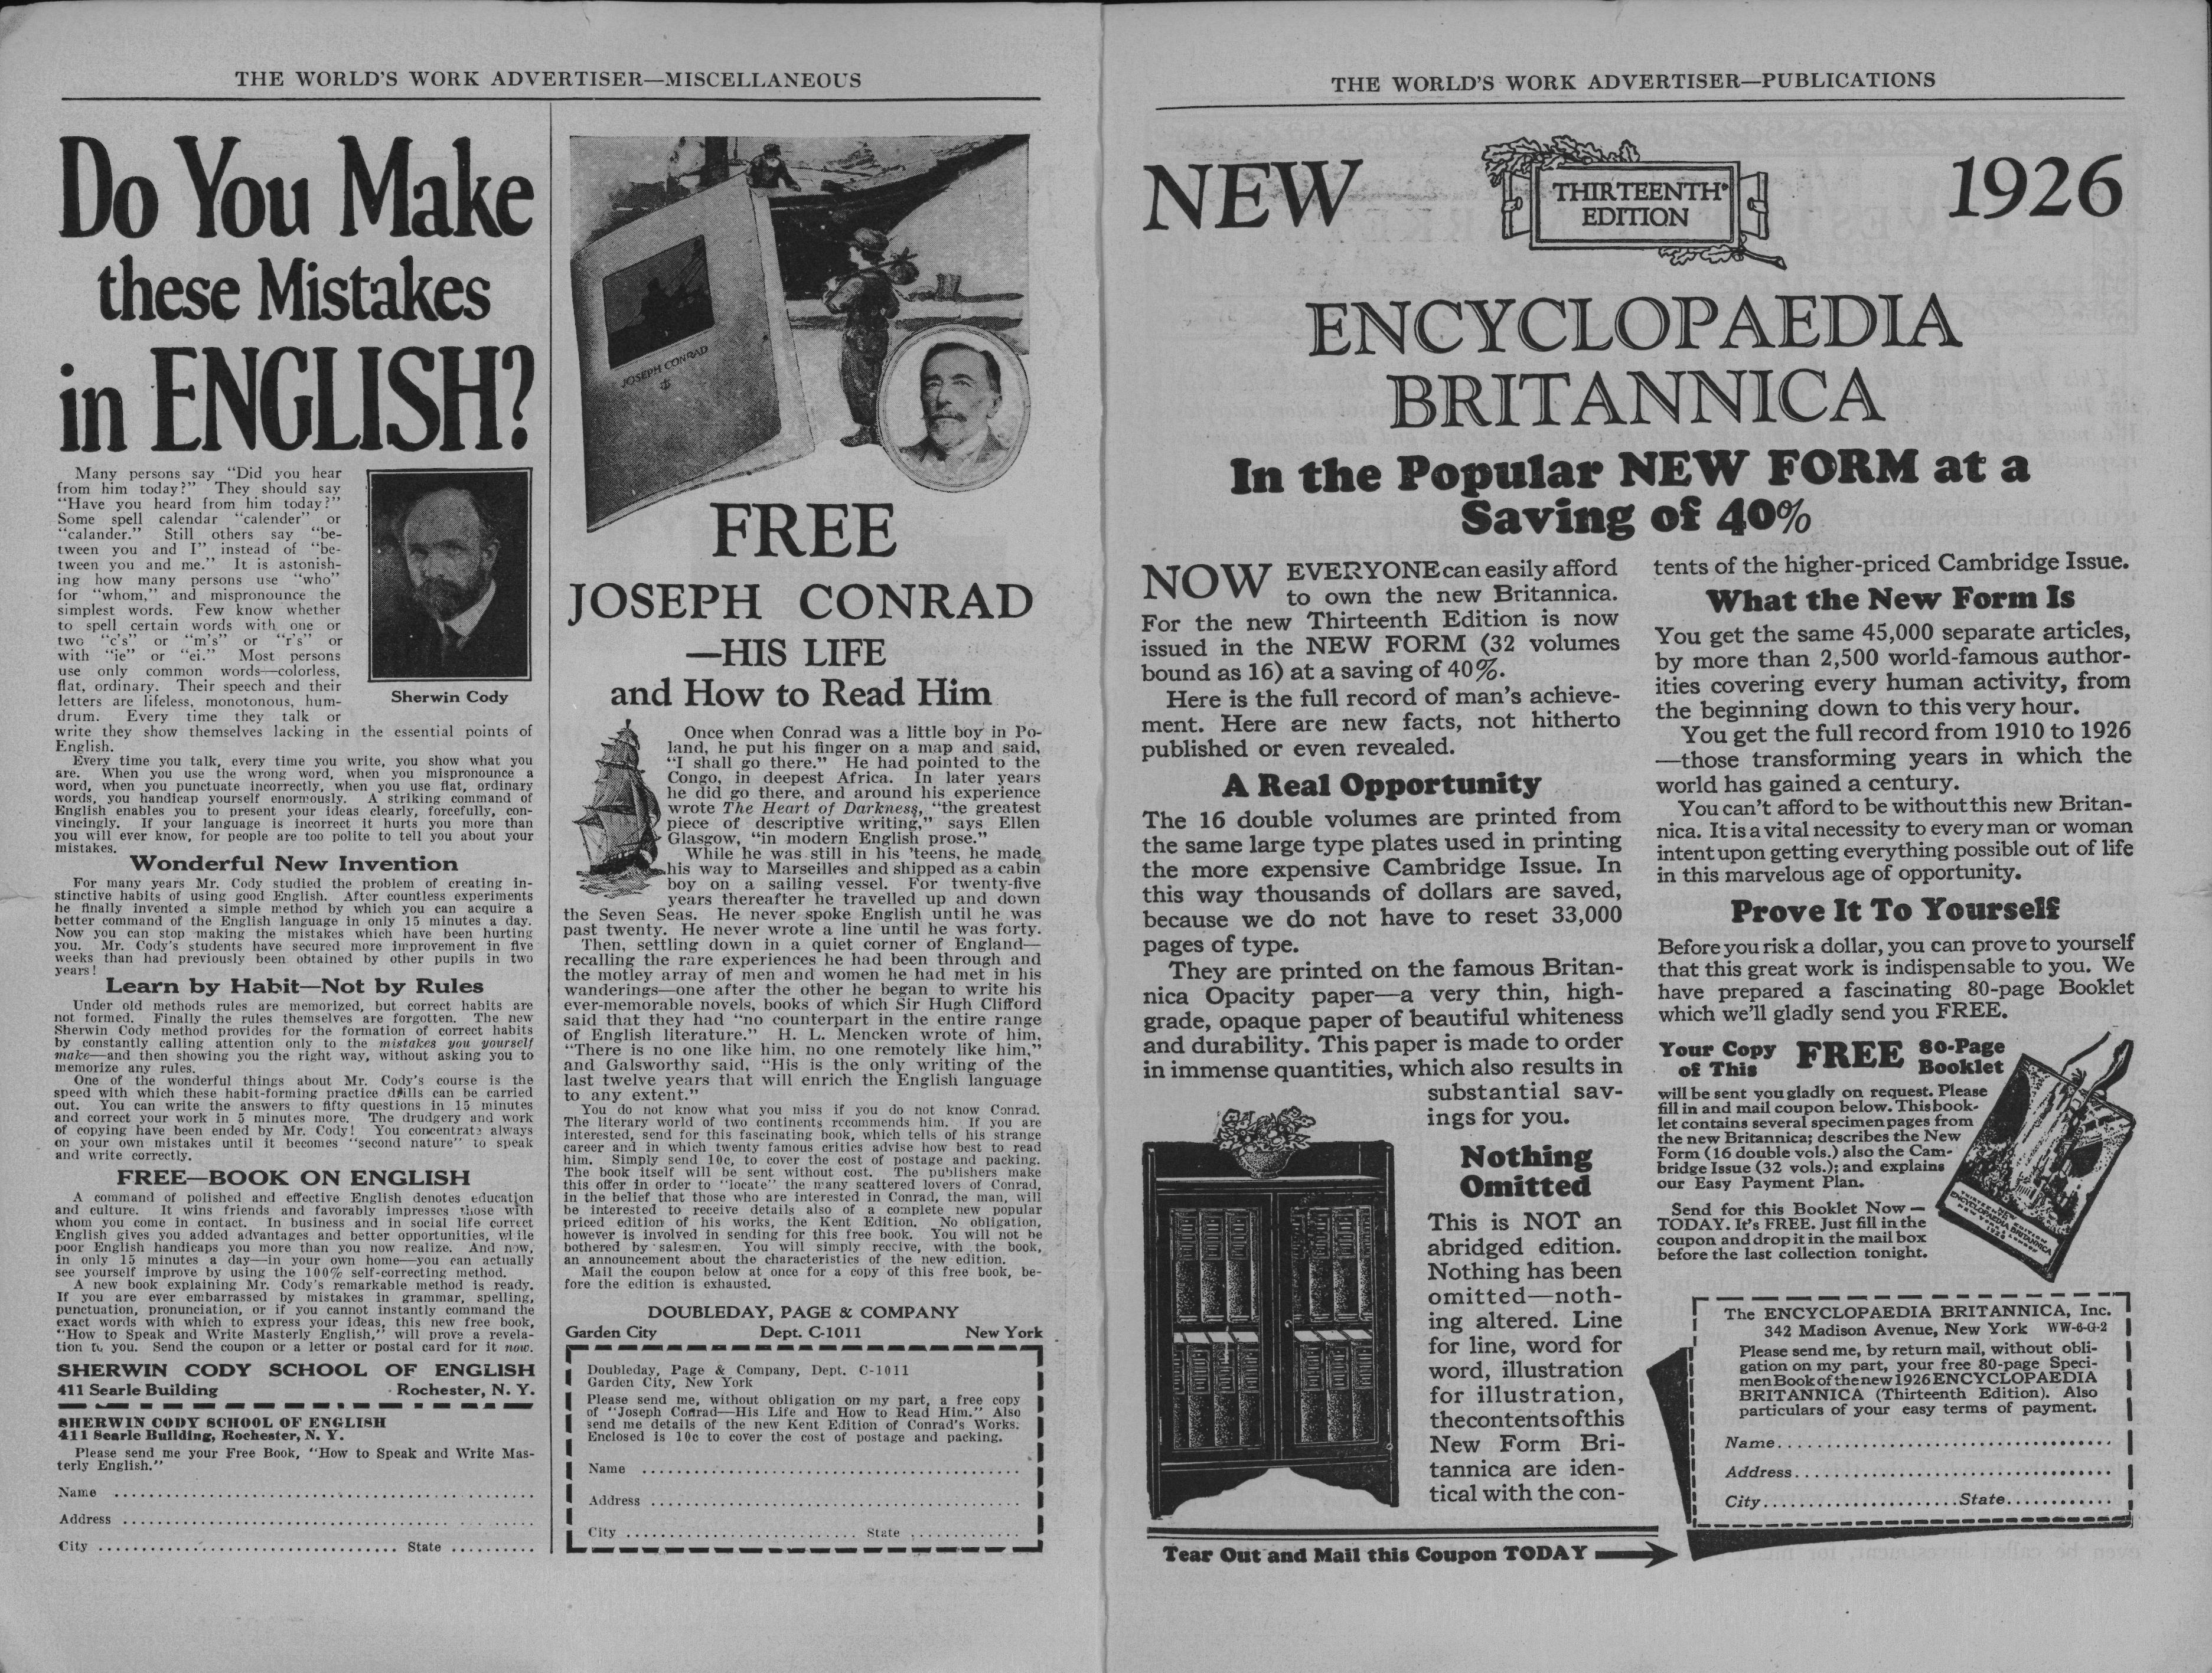 THE WORLD'S WORK ADVERTISER—MISCELLANEOUS
Do You Make
these Mistakes
in ENGLISH?
Many persons say "Did you hear
from him today?" They should say
"Have you heard from him today?"
Some spell calendar "calender" or
"calander." Still others say "be-
tween you and I" instead of "be-
tween you and me." It is astonish-
ing how many persons use "who"
for "whom," and mispronounce the
simplest words. Few know whether
to spell certain words with one or
two "c's" or "m's" or "r's" or
with "ie" or "ei." Most persons
use only common words—colorless,
flat, ordinary. Their speech and their
letters are lifeless, monotonous, hum-
drum. Every time they talk or
write they show themselves lacking in the essential points of
English.
Sherwin Cody
Every time you talk, every time you write, you show what you
are. When you use the wrong word, when you mispronounce a
word, when you punctuate incorrectly, when you use flat, ordinary
words, you handicap yourself enormously. A striking command of
English enables you to present your ideas clearly, forcefully, con-
vincingly. If your language is incorrect it hurts you more than
you will ever know, for people are too polite to tell you about your
mistakes.
Wonderful New Invention
For many years Mr. Cody studied the problem of creating in-
stinctive habits of using good English. After countless experiments
he finally invented a simple method by which you can acquire a
better command of the English language in only 15 minutes a day.
Now you can stop making the mistakes which have been hurting
you. Mr. Cody's students have secured more improvement in five
weeks than had previously been obtained by other pupils in two
years!
Learn by Habit—Not by Rules
Under old methods rules are memorized, but correct habits are
not formed. Finally the rules themselves are forgotten. The new
Sherwin Cody method provides for the formation of correct habits
by constantly calling attention only to the mistakes you yourself
make—and then showing you the right way, without asking you to
memorize any rules.
One of the wonderful things about Mr. Cody's course is the
speed with which these habit-forming practice drills can be carried
out. You can write the answers to fifty questions in 15 minutes
and correct your work in 5 minutes more. The drudgery and work
of copying have been ended by Mr. Cody! You concentrate always
on your own mistakes until it becomes "second nature" to speak
and write correctly.
FREE—BOOK ON ENGLISH
A command of polished and effective English denotes education
and culture. It wins friends and favorably impresses those with
whom you come in contact. In business and in social life correct
English gives you added advantages and better opportunities, while
poor English handicaps you more than you now realize. And now,
in only 15 minutes a day—in your own home—you can actually
see yourself improve by using the 100% self-correcting method.
A new book explaining Mr. Cody's remarkable method is ready.
If you are ever embarrassed by mistakes in grammar, spelling,
punctuation, pronunciation, or if you cannot instantly command the
exact words with which to express your ideas, this new free book,
"How to Speak and Write Masterly English," will prove a revela-
tion to you. Send the coupon or a letter or postal card for it now.
SHERWIN CODY SCHOOL OF ENGLISH
411 Searle Building Rochester, N. Y.
SHERWIN CODY SCHOOL OF ENGLISH
411 Searle Building, Rochester, N. Y.
Please send me your Free Book, "How to Speak and Write Mas-
terly English."
Name
Address
City State
JOSEPH CONRAD
FREE
JOSEPH CONRAD
—HIS LIFE
and How to Read Him
Once when Conrad was a little boy in Po-
land, he put his finger on a map and said,
"I shall go there." He had pointed to the
Congo, in deepest Africa. In later years
he did go there, and around his experience
wrote The Heart of Darkness, "the greatest
piece of descriptive writing," says Ellen
Glasgow, "in modern English prose."
While he was still in his 'teens, he made
his way to Marseilles and shipped as a cabin
boy on a sailing vessel. For twenty-five
years thereafter he travelled up and down
the Seven Seas. He never spoke English until he was
past twenty. He never wrote a line until he was forty.
Then, settling down in a quiet corner of England—
recalling the rare experiences he had been through and
the motley array of men and women he had met in his
wanderings—one after the other he began to write his
ever-memorable novels, books of which Sir Hugh Clifford
said that they had "no counterpart in the entire range
of English literature." H. L. Mencken wrote of him,
"There is no one like him, no one remotely like him,"
and Galsworthy said, "His is the only writing of the
last twelve years that will enrich the English language
to any extent."
You do not know what you miss if you do not know Conrad.
The literary world of two continents recommends him. If you are
interested, send for this fascinating book, which tells of his strange
career and in which twenty famous critics advise how best to read
him. Simply send 10c, to cover the cost of postage and packing.
The book itself will be sent without cost. The publishers make
this offer in order to "locate" the many scattered lovers of Conrad,
in the belief that those who are interested in Conrad, the man, will
be interested to receive details also of a complete new popular
priced edition of his works, the Kent Edition. No obligation,
however is involved in sending for this free book. You will not be
bothered by salesmen. You will simply receive, with the book,
an announcement about the characteristics of the new edition.
Mail the coupon below at once for a copy of this free book, be-
fore the edition is exhausted.
DOUBLEDAY, PAGE & COMPANY
Garden City Dept. C-1011 New York
Doubleday, Page & Company, Dept. C-1011
Garden City, New York
Please send me, without obligation on my part, a free copy
of "Joseph Conrad—His Life and How to Read Him." Also
send me details of the new Kent Edition of Conrad's Works.
Enclosed is 10c to cover the cost of postage and packing.
Name
Address
City State
THE WORLD'S WORK ADVERTISER—PUBLICATIONS
NEW THIRTEENTH EDITION 1926
ENCYCLOPAEDIA
BRITANNICA
In the Popular NEW FORM at a
Saving of 40%
NOW EVERYONE can easily afford
to own the new Britannica.
For the new Thirteenth Edition is now
issued in the NEW FORM (32 volumes
bound as 16) at a saving of 40%.
Here is the full record of man's achieve-
ment. Here are new facts, not hitherto
published or even revealed.
A Real Opportunity
The 16 double volumes are printed from
the same large type plates used in printing
the more expensive Cambridge Issue. In
this way thousands of dollars are saved,
because we do not have to reset 33,000
pages of type.
They are printed on the famous Britan-
nica Opacity paper—a very thin, high-
grade, opaque paper of beautiful whiteness
and durability. This paper is made to order
in immense quantities, which also results in
substantial sav-
ings for you.
Nothing
Omitted
This is NOT an
abridged edition.
Nothing has been
omitted—noth-
ing altered. Line
for line, word for
word, illustration
for illustration,
the contents of this
New Form Bri-
tannica are iden-
tical with the con-
tents of the higher-priced Cambridge Issue.
What the New Form Is
You get the same 45,000 separate articles,
by more than 2,500 world-famous author-
ities covering every human activity, from
the beginning down to this very hour.
You get the full record from 1910 to 1926
—those transforming years in which the
world has gained a century.
You can't afford to be without this new Britan-
nica. It is a vital necessity to every man or woman
intent upon getting everything possible out of life
in this marvelous age of opportunity.
Prove It To Yourself
Before you risk a dollar, you can prove to yourself
that this great work is indispensable to you. We
have prepared a fascinating 80-page Booklet
which we'll gladly send you FREE.
Your Copy of This FREE 80-Page Booklet
will be sent you gladly on request. Please
fill in and mail coupon below. This book-
let contains several specimen pages from
the new Britannica; describes the New
Form (16 double vols.) also the Cam-
bridge Issue (32 vols.); and explains
our Easy Payment Plan.
Send for this Booklet Now—
TODAY. It's FREE. Just fill in the
coupon and drop it in the mail box
before the last collection tonight.
ENCYCLOPAEDIA BRITANNICA
The ENCYCLOPAEDIA BRITANNICA, Inc.
342 Madison Avenue, New York WW-6-G-2
Please send me, by return mail, without obli-
gation on my part, your free 80-page Speci-
men Book of the new 1926 ENCYCLOPAEDIA
BRITANNICA (Thirteenth Edition). Also
particulars of your easy terms of payment.
Name
Address
City State
Tear Out and Mail this Coupon TODAY